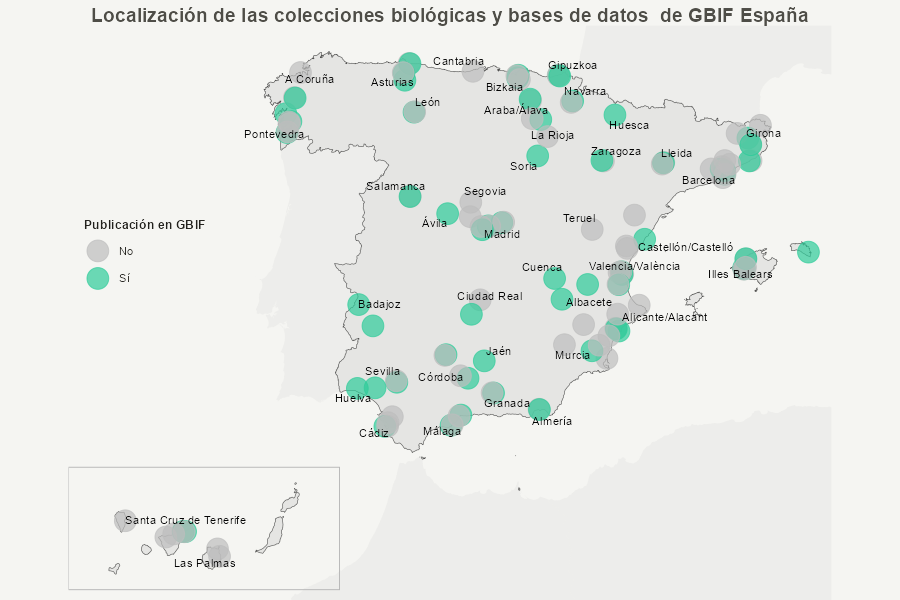 Localización de las colecciones biológicas y bases de datos  de GBIF España
Cantabria
Gipuzkoa
A Coruña
Asturias
Bizkaia
Navarra
León
Araba/Álava
Huesca
Pontevedra
La Rioja
Girona
Zaragoza
Lleida
Soria
Barcelona
Salamanca
Segovia
Teruel
Ávila
Madrid
Castellón/Castelló
Publicación en GBIF
No
Sí
Cuenca
Valencia/València
Illes Balears
Ciudad Real
Badajoz
Albacete
Alicante/Alacant
Jaén
Murcia
Sevilla
Córdoba
Huelva
Granada
Almería
Cádiz
Málaga
Santa Cruz de Tenerife
Las Palmas